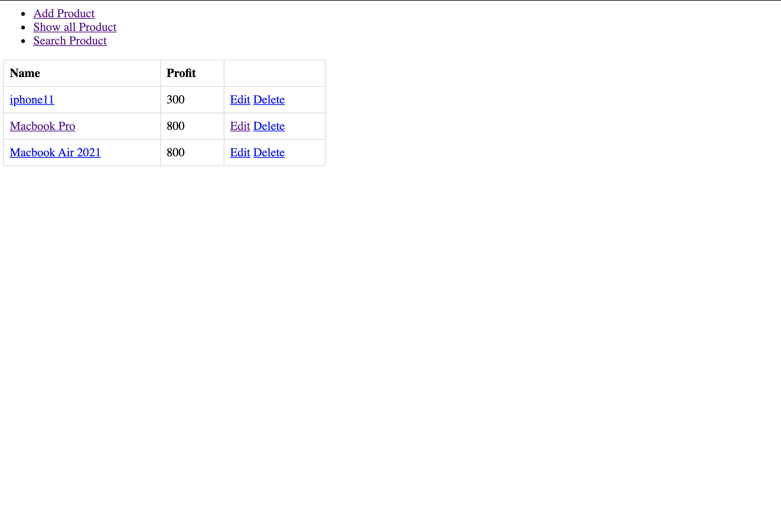 Add Product
Show all Product
Search Product
Name Profit
iphone11 300 Edit Delete
Macbook Pro 800 Edit Delete
Macbook Air 2021 800 Edit Delete